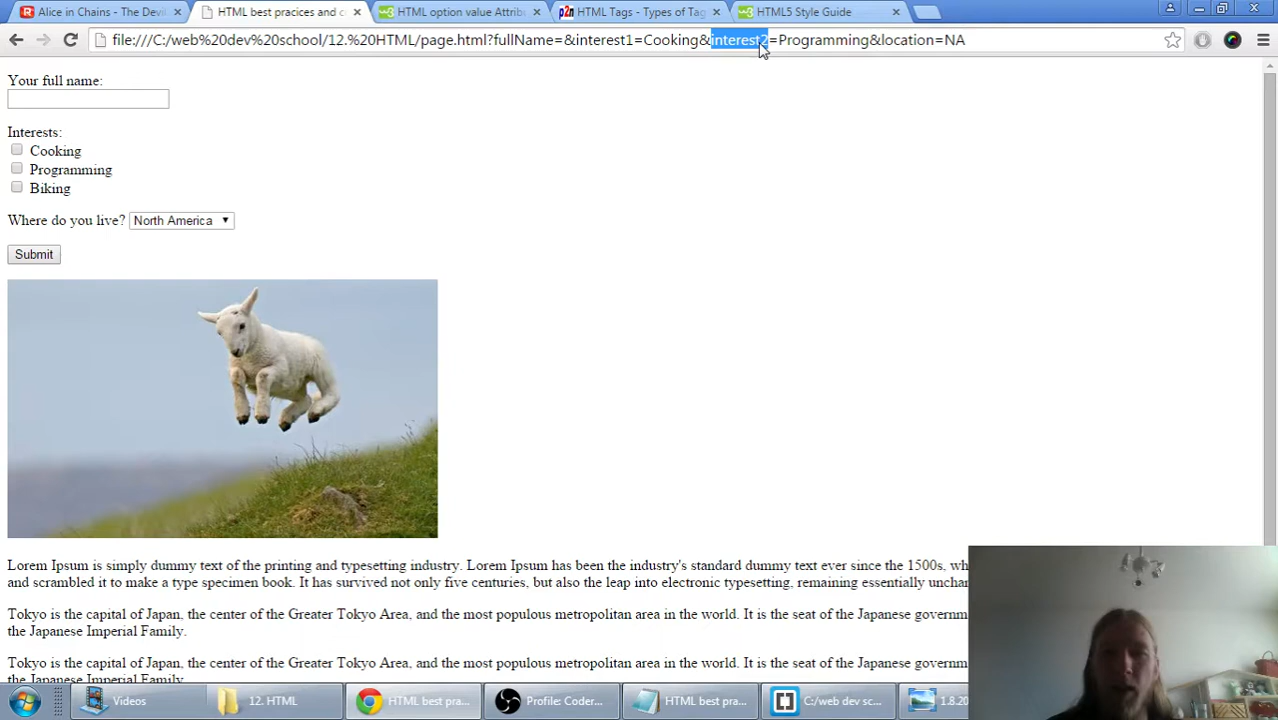 Alice in Chains - The Devil
HTML best pracices and c
HTML option value Attrib
HTML Tags - Types of Tag
HTML5 Style Guide
file:///C:/web%20dev%20school/12.%20HTML/page.html?fullName=&interest1=Cooking&interest2=Programming&location=NA
Your full name:
Interests:
Cooking
Programming
Biking
Where do you live? North America
Submit
Lorem Ipsum is simply dummy text of the printing and typesetting industry. Lorem Ipsum has been the industry's standard dummy text ever since the 1500s, wh
and scrambled it to make a type specimen book. It has survived not only five centuries, but also the leap into electronic typesetting, remaining essentially unchan
Tokyo is the capital of Japan, the center of the Greater Tokyo Area, and the most populous metropolitan area in the world. It is the seat of the Japanese governm
the Japanese Imperial Family.
Tokyo is the capital of Japan, the center of the Greater Tokyo Area, and the most populous metropolitan area in the world. It is the seat of the Japanese governm
the Japanese Imperial Family.
Videos
12. HTML
HTML best pra...
Profile: Coder...
HTML best pra...
C:/web dev sc...
1.8.20